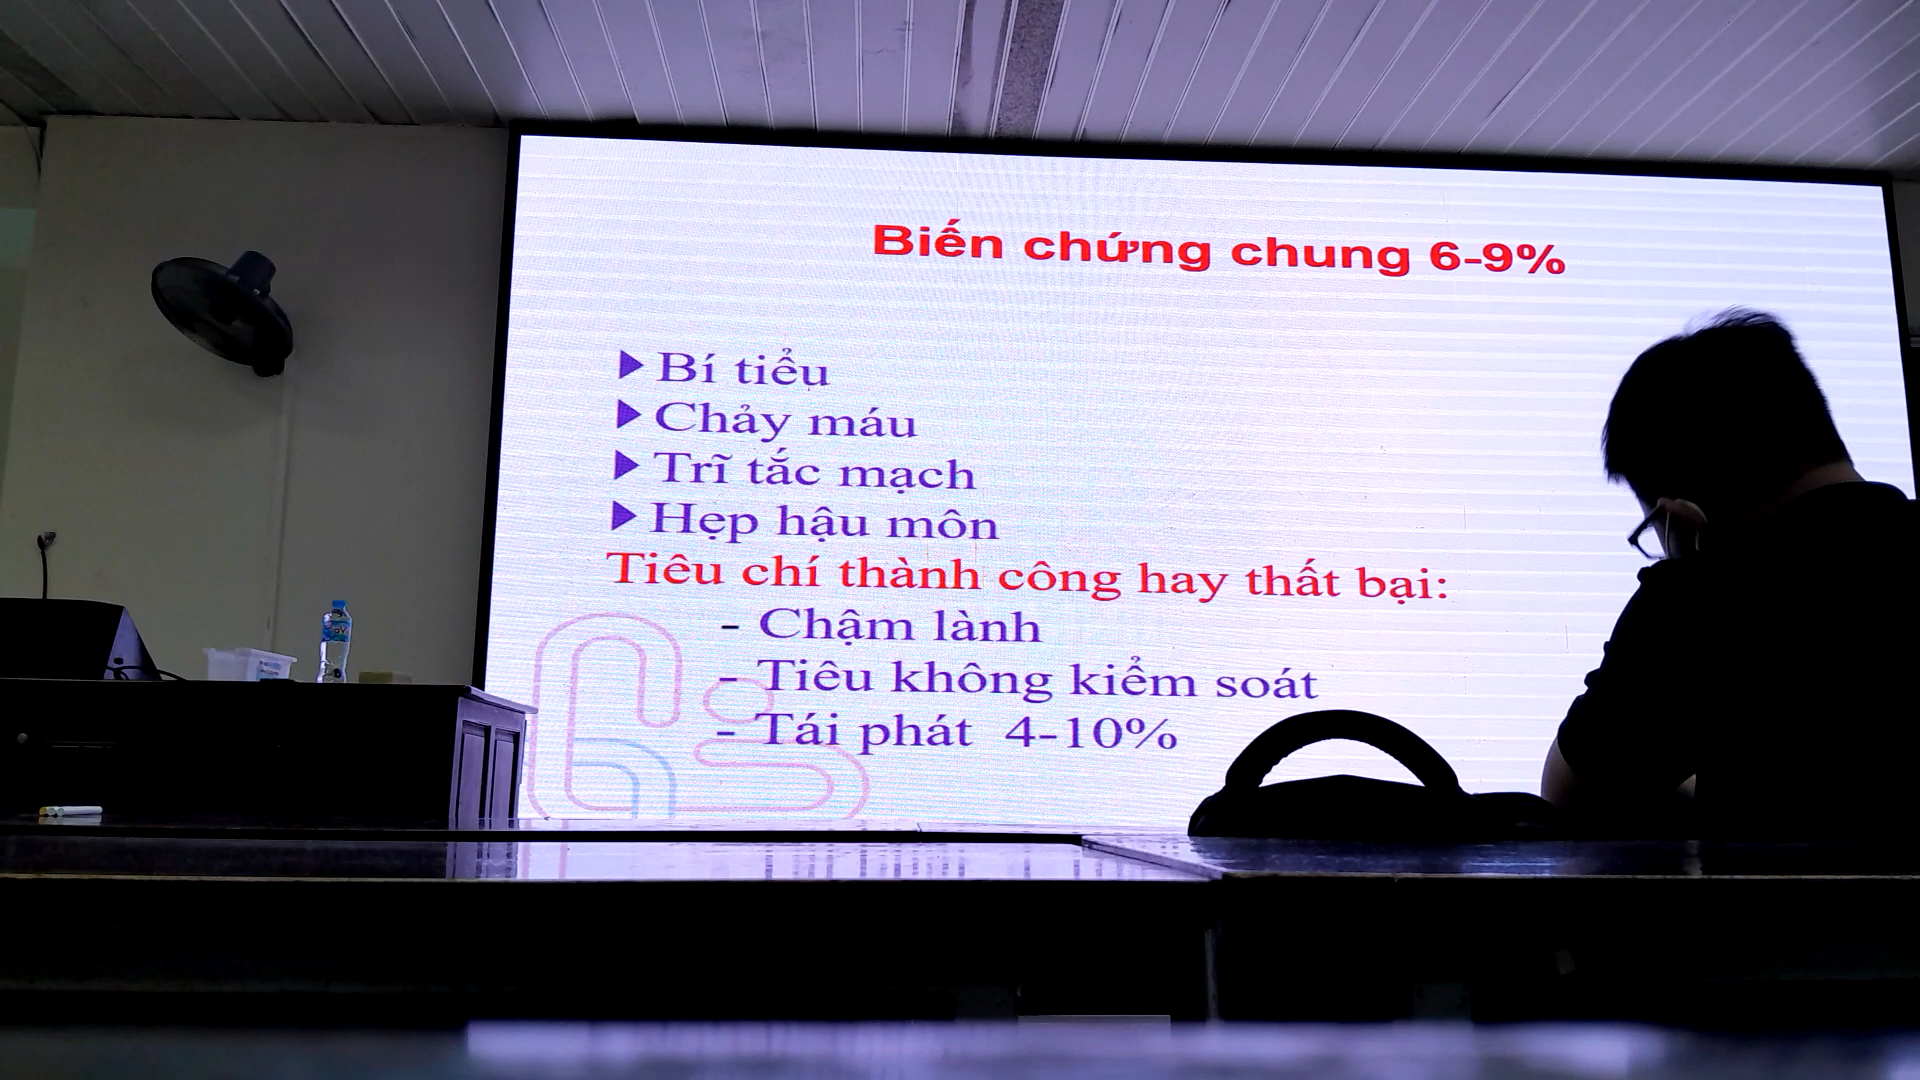 Biến chứng chung 6-9%
Bí tiểu
Chảy máu
Trĩ tắc mạch
Hẹp hậu môn
Tiêu chí thành công hay thất bại:
- Chậm lành
- Tiêu không kiểm soát
- Tái phát 4-10%